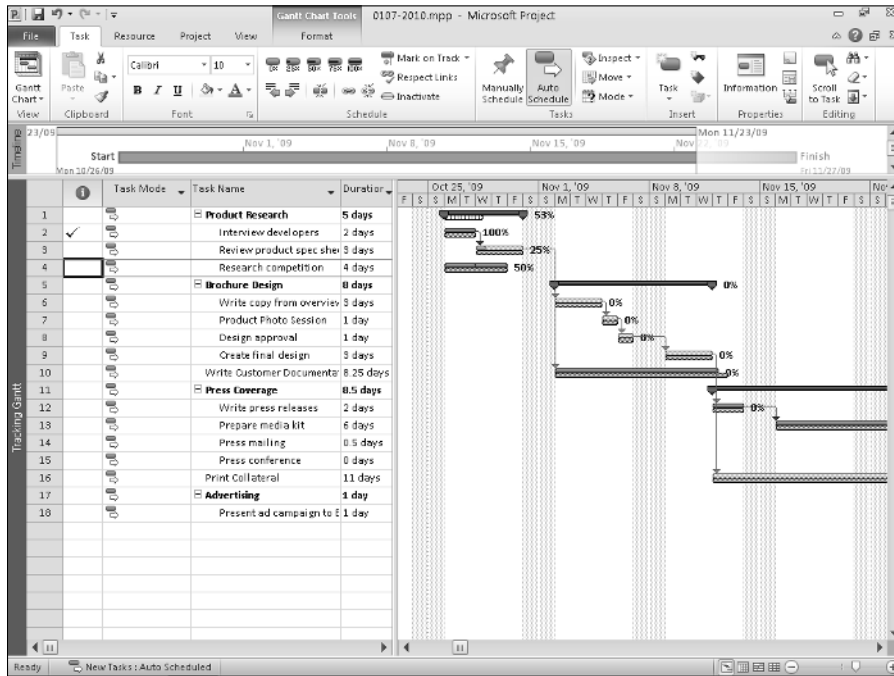 Gantt Chart Tools
0107-2010.mpp - Microsoft Project
File Task Resource Project View Format
Calibri 10
Mark on Track
Respect Links
Inactivate
Inspect
Move
Mode
Gantt Chart
Paste
B I U A
0% 25% 50% 75% 100%
Manually Schedule
Auto Schedule
Task
Information
Scroll to Task
View Clipboard Font Schedule Tasks Insert Properties Editing
Timeline
23/09
Mon 11/23/09
Nov 1, '09 Nov 8, '09 Nov 15, '09
Start
Finish
Mon 10/26/09
Fri 11/27/09
Task Mode Task Name Duration
Oct 25, '09 Nov 1, '09 Nov 8, '09 Nov 15, '09
F S S M T W T F S S M T W T F S S M T W T F S S M T W T F S S
1 Product Research 5 days 53%
2 Interview developers 2 days 100%
3 Review product spec she 3 days 25%
4 Research competition 4 days 50%
5 Brochure Design 8 days 0%
6 Write copy from overview 3 days 0%
7 Product Photo Session 1 day 0%
8 Design approval 1 day 0%
9 Create final design 3 days 0%
10 Write Customer Documentat 8.25 days 0%
11 Press Coverage 8.5 days
12 Write press releases 2 days 0%
13 Prepare media kit 6 days
14 Press mailing 0.5 days
15 Press conference 0 days
16 Print Collateral 11 days
17 Advertising 1 day
18 Present ad campaign to 1 day
Tracking Gantt
Ready New Tasks : Auto Scheduled